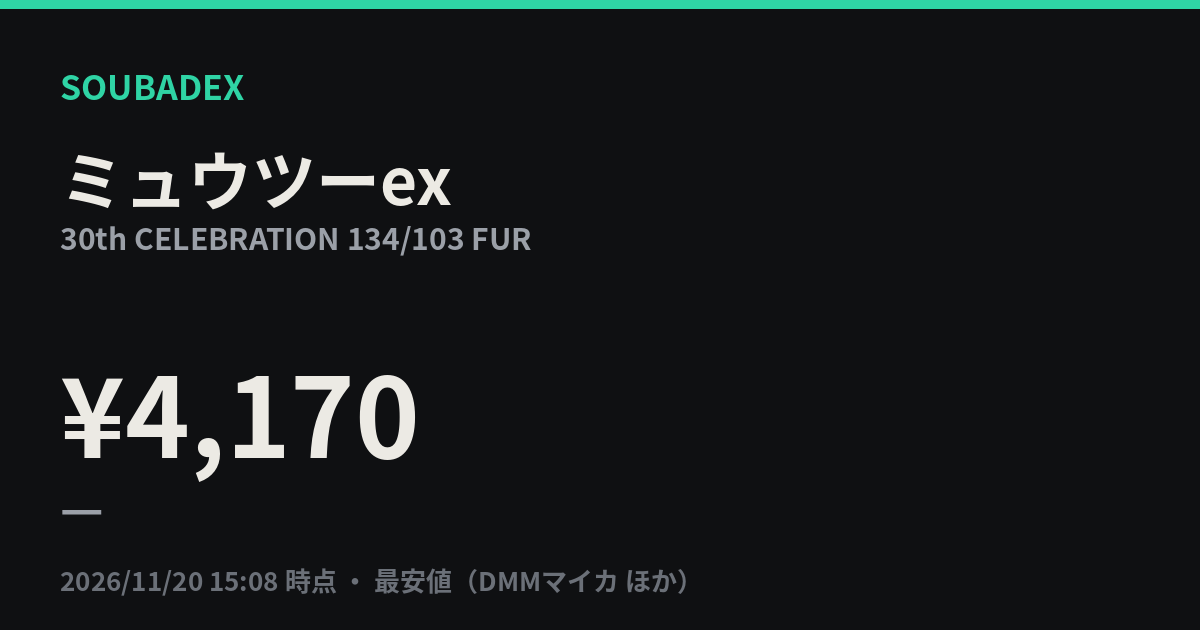 SOUBADEX
ミュウツーex
30th CELEBRATION 134/103 FUR
¥4,170
—
2026/11/20 15:08 時点 ・ 最安値（DMMマイカ ほか）